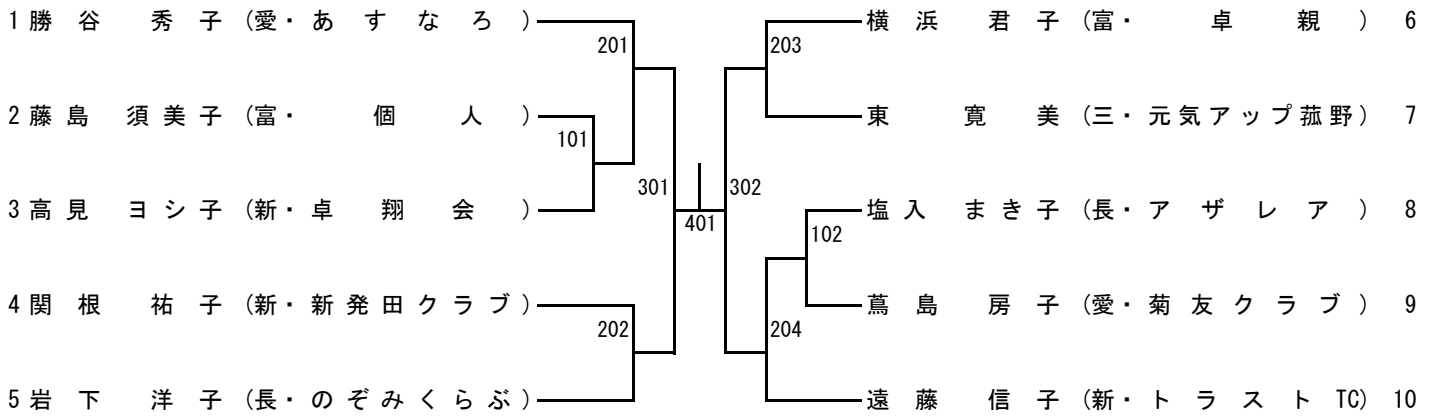 1 勝谷 秀子 (愛・あすなろ)
2 藤島 須美子 (富・個人)
3 高見 ヨシ子 (新・卓翔会)
4 関根 祐子 (新・新発田クラブ)
5 岩下 洋子 (長・のぞみくらぶ)
201
101
301
202
401
302
203
102
204
横浜 君子 (富・卓親) 6
東 寛美 (三・元気アップ菰野) 7
塩入 まき子 (長・アザレア) 8
蔦島 房子 (愛・菊友クラブ) 9
遠藤 信子 (新・トラストTC) 10